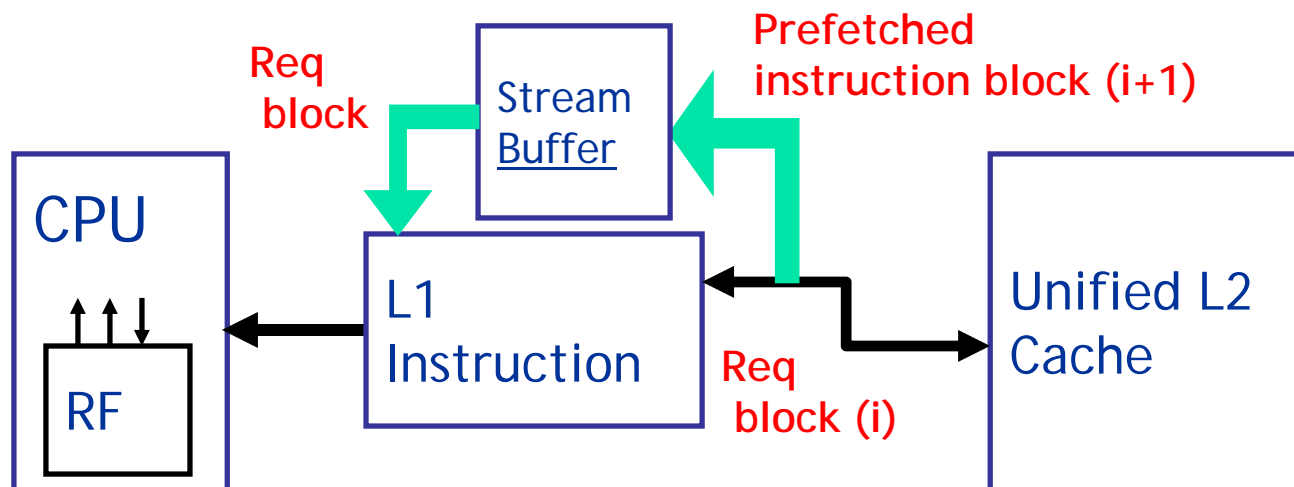 Req
block
Stream
Buffer
Prefetched
instruction block (i+1)
CPU
RF
L1
Instruction
Req
block (i)
Unified L2
Cache